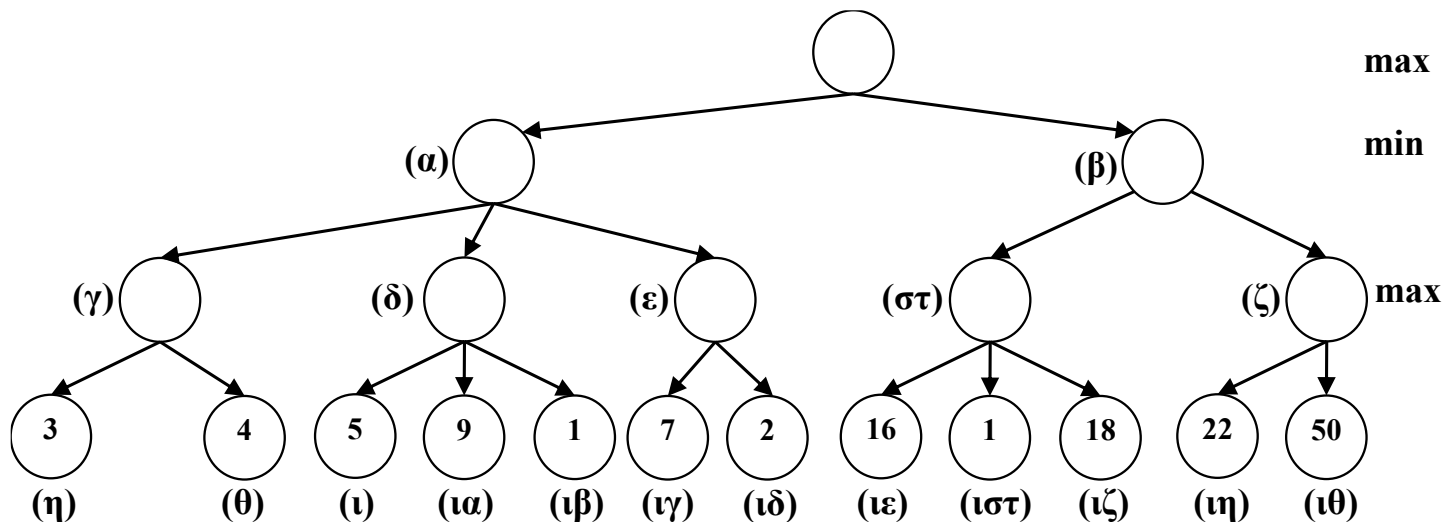 max
min
(α)
(β)
(γ)
(δ)
(ε)
(στ)
(ζ)
max
3
4
5
9
1
7
2
16
1
18
22
50
(η)
(θ)
(ι)
(ια)
(ιβ)
(ιγ)
(ιδ)
(ιε)
(ιστ)
(ιζ)
(ιη)
(ιθ)